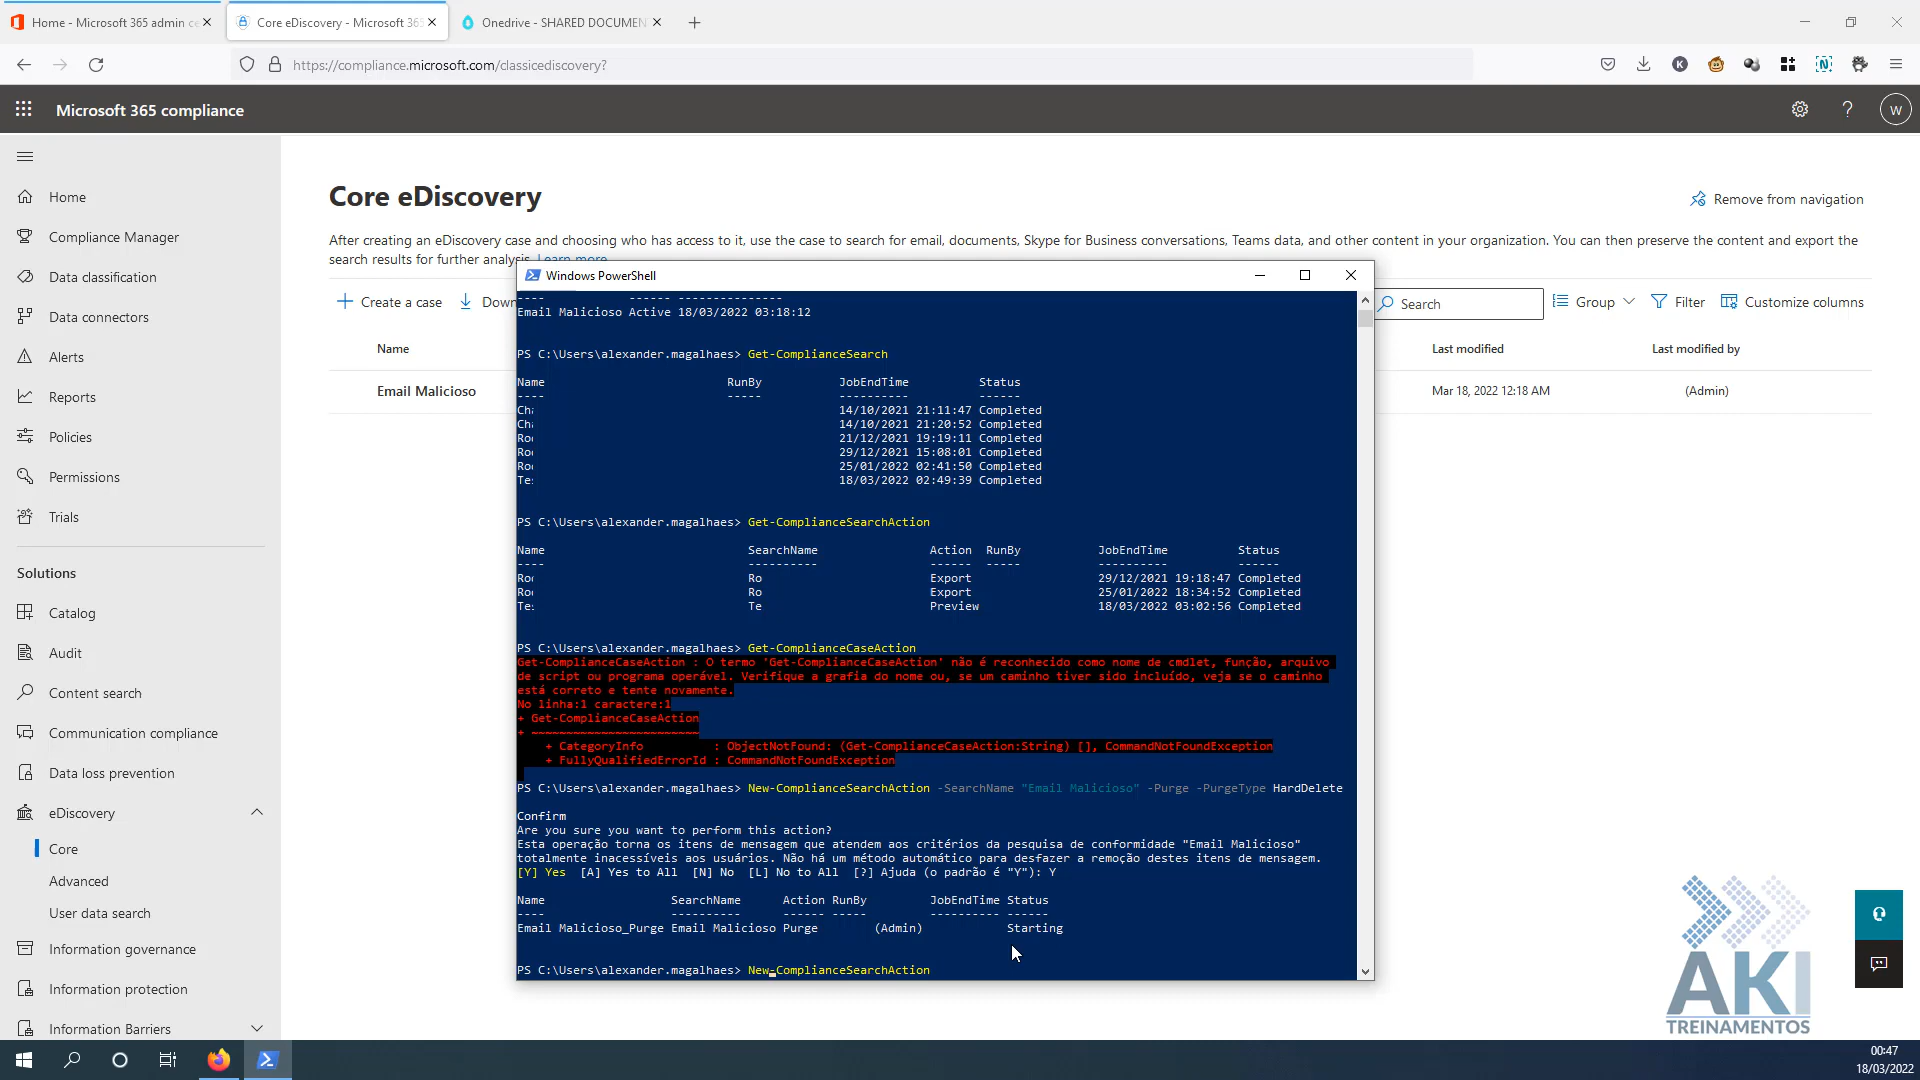 Home - Microsoft 365 admin ce
Core eDiscovery - Microsoft 365
Onedrive - SHARED DOCUMEN
https://compliance.microsoft.com/classicediscovery?
K
N
Microsoft 365 compliance
?
W
Home
Compliance Manager
Data classification
Data connectors
Alerts
Reports
Policies
Permissions
Trials
Solutions
Catalog
Audit
Content search
Communication compliance
Data loss prevention
eDiscovery
Core
Advanced
User data search
Information governance
Information protection
Information Barriers
Core eDiscovery
Remove from navigation
After creating an eDiscovery case and choosing who has access to it, use the case to search for email, documents, Skype for Business conversations, Teams data, and other content in your organization. You can then preserve the content and export the
search results for further analysis. Learn more
Create a case
Down
Search
Group
Filter
Customize columns
Name
Last modified
Last modified by
Email Malicioso
Mar 18, 2022 12:18 AM
(Admin)
Windows PowerShell
---- ------ ---------------
Email Malicioso Active 18/03/2022 03:18:12
PS C:\Users\alexander.magalhaes> Get-ComplianceSearch
Name RunBy JobEndTime Status
---- ----- ---------- ------
Cha 14/10/2021 21:11:47 Completed
Cha 14/10/2021 21:20:52 Completed
Roc 21/12/2021 19:19:11 Completed
Roc 29/12/2021 15:08:01 Completed
Roc 25/01/2022 02:41:50 Completed
Tes 18/03/2022 02:49:39 Completed
PS C:\Users\alexander.magalhaes> Get-ComplianceSearchAction
Name SearchName Action RunBy JobEndTime Status
---- ---------- ------ ----- ---------- ------
Roc Ro Export 29/12/2021 19:18:47 Completed
Roc Ro Export 25/01/2022 18:34:52 Completed
Tes Te Preview 18/03/2022 03:02:56 Completed
PS C:\Users\alexander.magalhaes> Get-ComplianceCaseAction
Get-ComplianceCaseAction : O termo 'Get-ComplianceCaseAction' não é reconhecido como nome de cmdlet, função, arquivo
de script ou programa operável. Verifique a grafia do nome ou, se um caminho tiver sido incluído, veja se o caminho
está correto e tente novamente.
No linha:1 caractere:1
+ Get-ComplianceCaseAction
+ ~~~~~~~~~~~~~~~~~~~~~~~~
+ CategoryInfo : ObjectNotFound: (Get-ComplianceCaseAction:String) [], CommandNotFoundException
+ FullyQualifiedErrorId : CommandNotFoundException
PS C:\Users\alexander.magalhaes> New-ComplianceSearchAction -SearchName "Email Malicioso" -Purge -PurgeType HardDelete
Confirm
Are you sure you want to perform this action?
Esta operação torna os itens de mensagem que atendem aos critérios da pesquisa de conformidade "Email Malicioso"
totalmente inacessíveis aos usuários. Não há um método automático para desfazer a remoção destes itens de mensagem.
[Y] Yes [A] Yes to All [N] No [L] No to All [?] Ajuda (o padrão é "Y"): Y
Name SearchName Action RunBy JobEndTime Status
---- ---------- ------ ----- ---------- ------
Email Malicioso_Purge Email Malicioso Purge (Admin) Starting
PS C:\Users\alexander.magalhaes> New-ComplianceSearchAction
AKI
TREINAMENTOS
00:47
18/03/2022